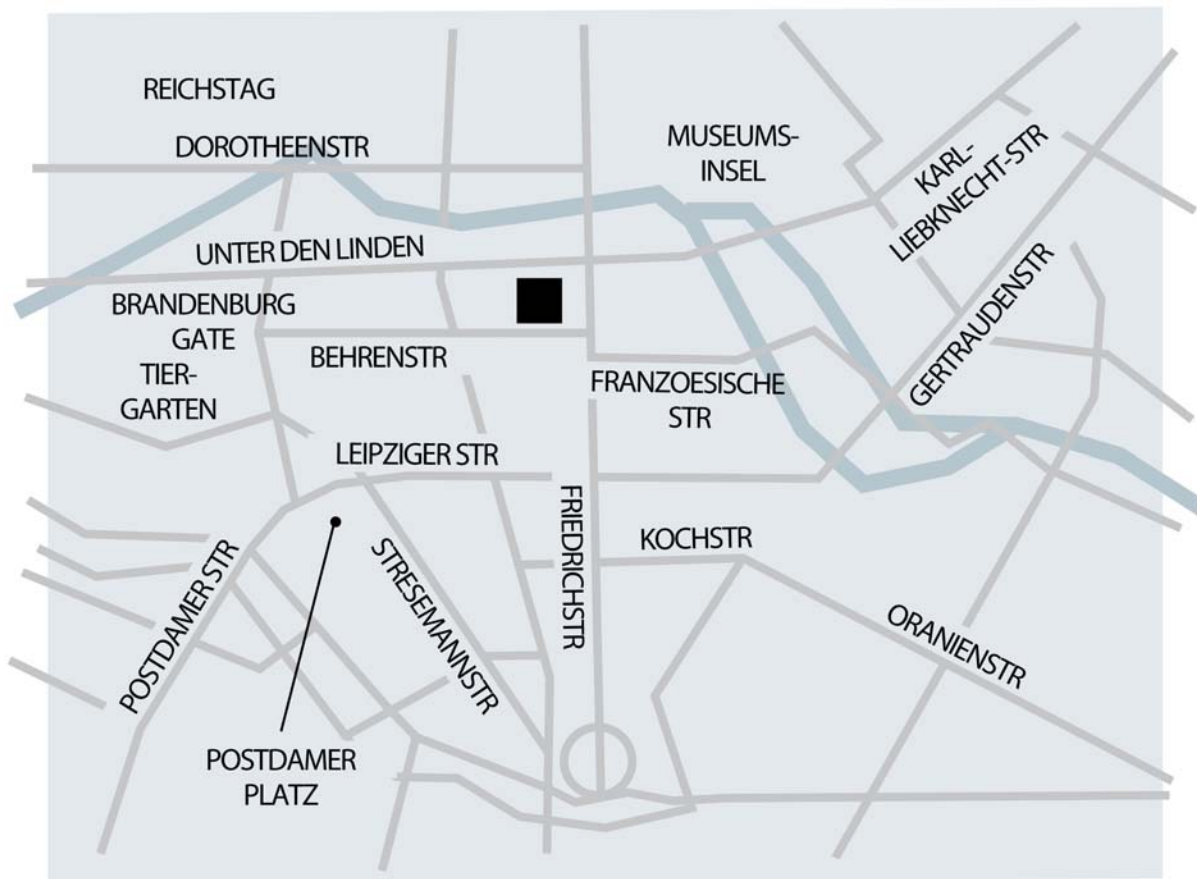 REICHSTAG
DOROTHEENSTR
MUSEUMS-
INSEL
KARL-
LIEBKNECHT-STR
UNTER DEN LINDEN
BRANDENBURG
GATE
TIER-
GARTEN
BEHRENSTR
FRANZOESISCHE
STR
GERTRAUDENSTR
LEIPZIGER STR
FRIEDRICHSTR
KOCHSTR
STRESEMANNSTR
POSTDAMER STR
ORANIENSTR
POSTDAMER
PLATZ